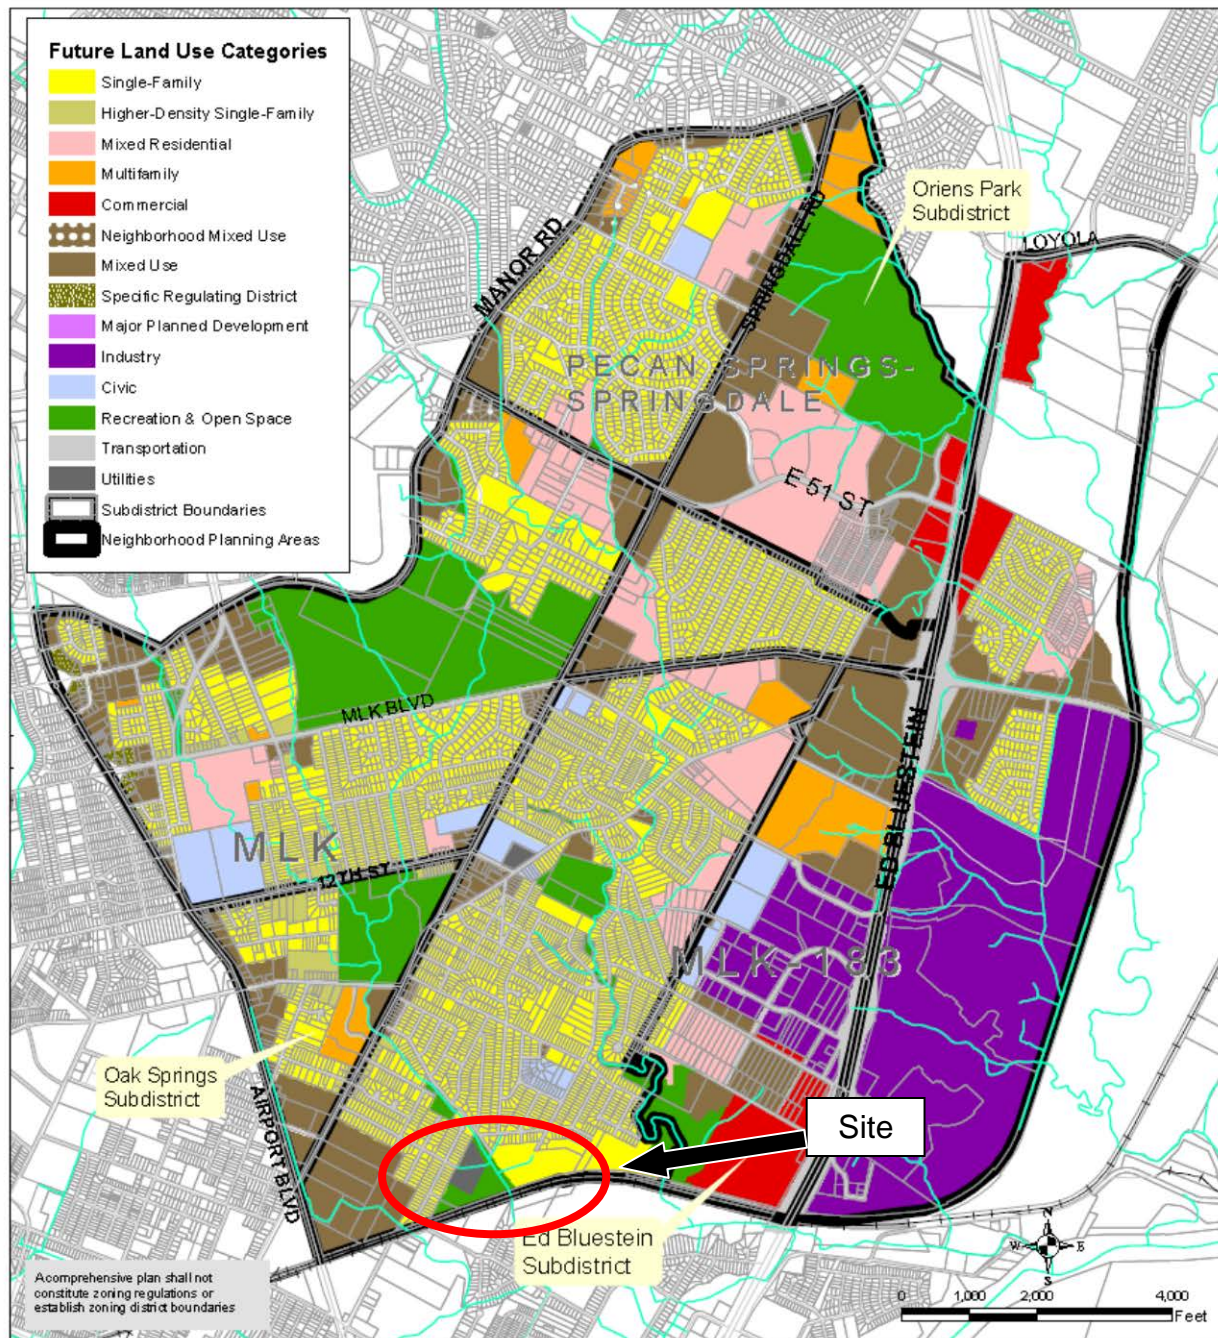 Future Land Use Categories
Single-Family
Higher-Density Single-Family
Mixed Residential
Multifamily
Commercial
Neighborhood Mixed Use
Mixed Use
Specific Regulating District
Major Planned Development
Industry
Civic
Recreation & Open Space
Transportation
Utilities
Subdistrict Boundaries
Neighborhood Planning Areas
Oriens Park
Subdistrict
LOYOLA
MANOR RD
SPRINGDALE RD
PECAN SPRINGS-
SPRINGDALE
E 51 ST
MLK BLVD
ED BLUESTEIN
MLK
12TH ST
MLK-183
Oak Springs
Subdistrict
AIRPORT BLVD
Site
Ed Bluestein
Subdistrict
N
W
E
S
Acomprehensive plan shall not
constitute zoning regulations or
establish zoning district boundaries
0 1,000 2,000 4,000
Feet